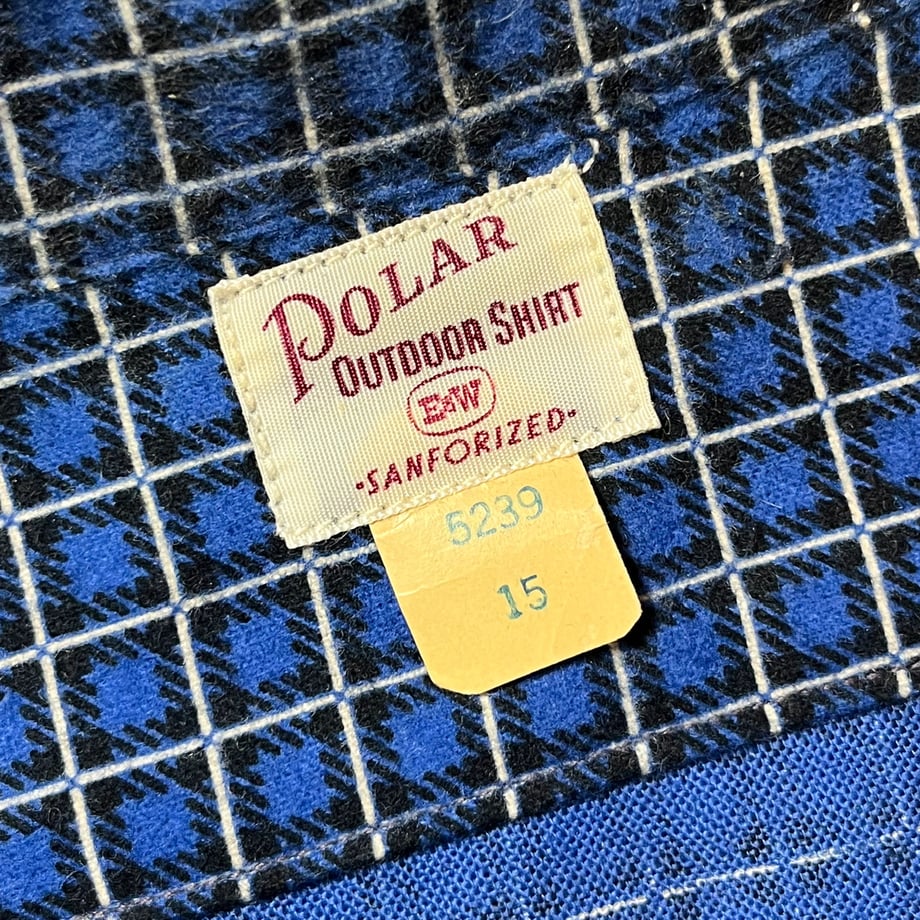 POLAR
OUTDOOR SHIRT
E&W
•SANFORIZED•
5239
15